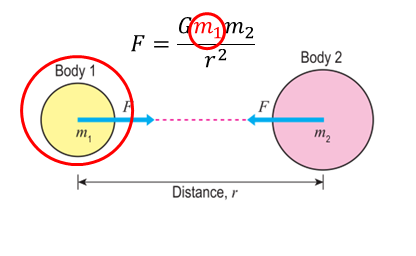 F = Gm₁m₂ / r²
Body 1
Body 2
F
F
m₁
m₂
Distance, r